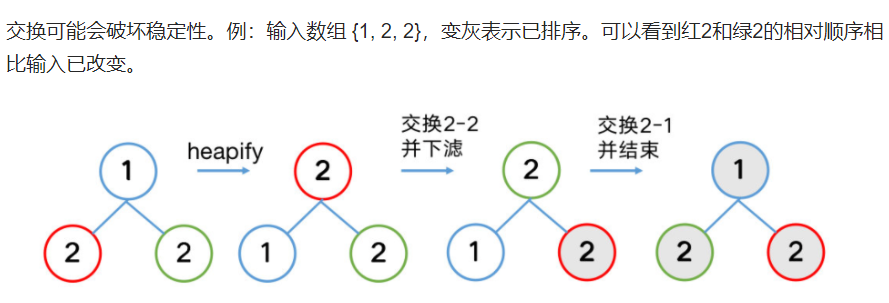 交换可能会破坏稳定性。例：输入数组 {1, 2, 2}，变灰表示已排序。可以看到红2和绿2的相对顺序相
比输入已改变。
heapify
交换2-2
并下滤
交换2-1
并结束
1
2
2
2
1
2
2
1
2
1
2
2